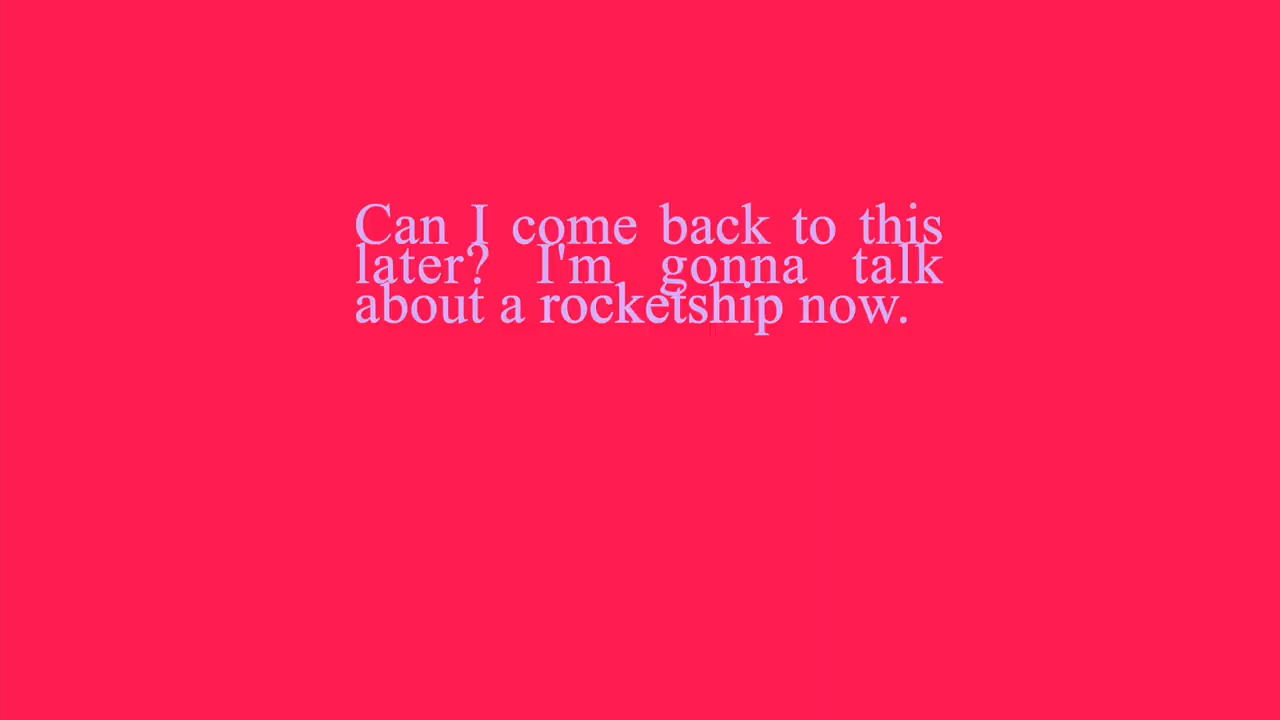 Can I come back to this
later? I'm gonna talk
about a rocketship now.